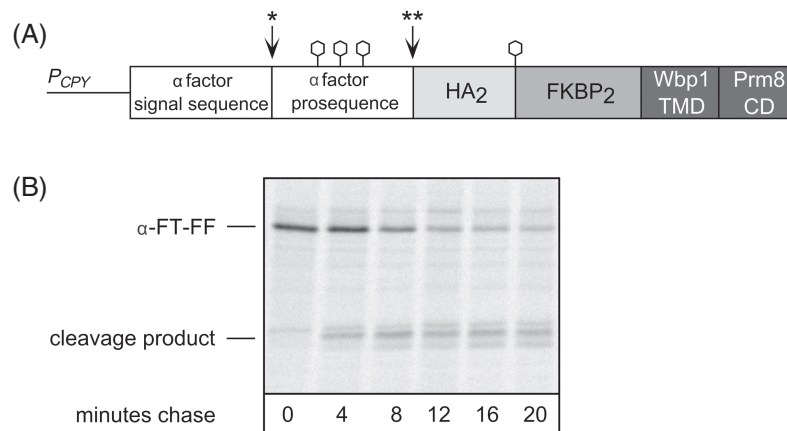 (A)
* **
P_CPY
α factor signal sequence
α factor prosequence
HA2
FKBP2
Wbp1 TMD
Prm8 CD
(B)
α-FT-FF
cleavage product
minutes chase 0 4 8 12 16 20